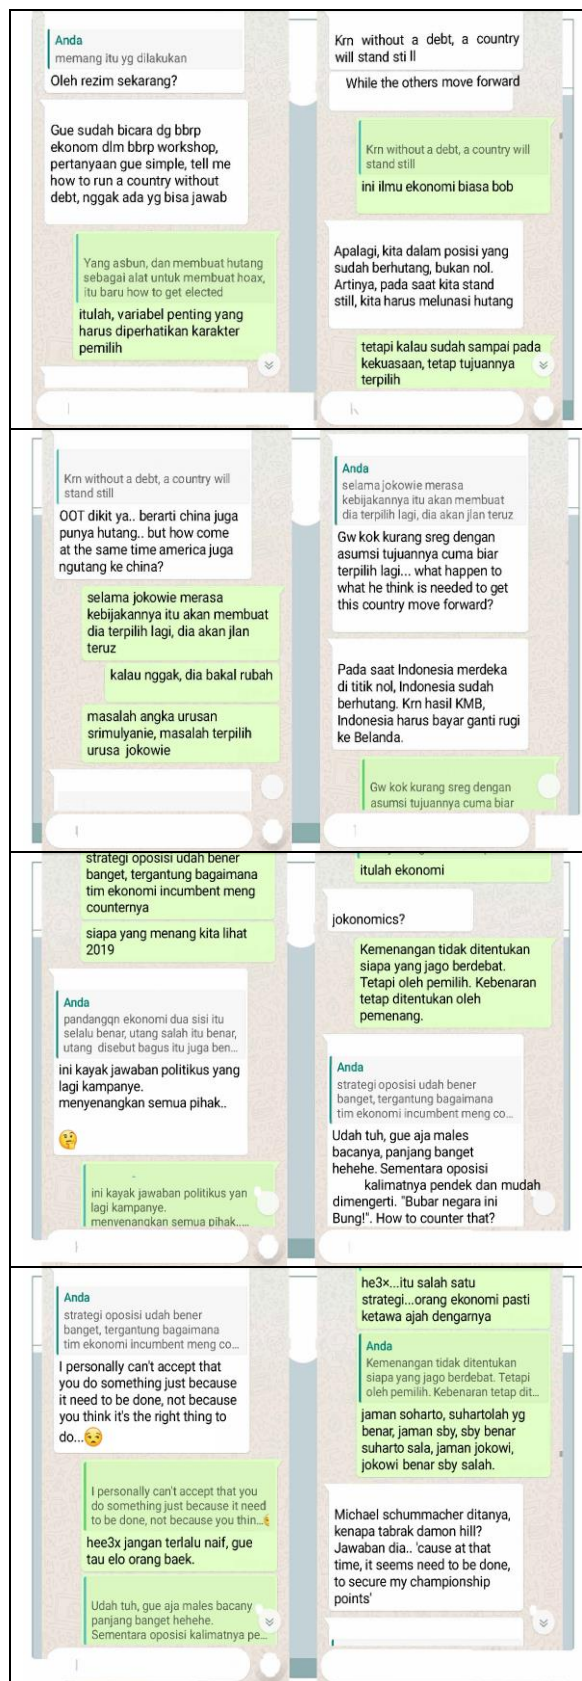 Anda
memang itu yg dilakukan
Oleh rezim sekarang?
Gue sudah bicara dg bbrp
ekonom dlm bbrp workshop,
pertanyaan gue simple, tell me
how to run a country without
debt, nggak ada yg bisa jawab
Yang asbun, dan membuat hutang
sebagai alat untuk membuat hoax,
itu baru how to get elected
itulah, variabel penting yang
harus diperhatikan karakter
pemilih
Krn without a debt, a country
will stand sti ll
While the others move forward
Krn without a debt, a country will
stand still
ini ilmu ekonomi biasa bob
Apalagi, kita dalam posisi yang
sudah berhutang, bukan nol.
Artinya, pada saat kita stand
still, kita harus melunasi hutang
tetapi kalau sudah sampai pada
kekuasaan, tetap tujuannya
terpilih
Krn without a debt, a country will
stand still
OOT dikit ya.. berarti china juga
punya hutang.. but how come
at the same time america juga
ngutang ke china?
selama jokowie merasa
kebijakannya itu akan membuat
dia terpilih lagi, dia akan jlan
teruz
kalau nggak, dia bakal rubah
masalah angka urusan
srimulyanie, masalah terpilih
urusa jokowie
Anda
selama jokowie merasa
kebijakannya itu akan membuat
dia terpilih lagi, dia akan jlan teruz
Gw kok kurang sreg dengan
asumsi tujuannya cuma biar
terpilih lagi... what happen to
what he think is needed to get
this country move forward?
Pada saat Indonesia merdeka
di titik nol, Indonesia sudah
berhutang. Krn hasil KMB,
Indonesia harus bayar ganti rugi
ke Belanda.
Gw kok kurang sreg dengan
asumsi tujuannya cuma biar
strategi oposisi udah bener
banget, tergantung bagaimana
tim ekonomi incumbent meng
counternya
siapa yang menang kita lihat
2019
Anda
pandangqn ekonomi dua sisi itu
selalu benar, utang salah itu benar,
utang disebut bagus itu juga ben...
ini kayak jawaban politikus yang
lagi kampanye.
menyenangkan semua pihak..
🤔
ini kayak jawaban politikus yan
lagi kampanye.
menyenangkan semua pihak.....
itulah ekonomi
jokonomics?
Kemenangan tidak ditentukan
siapa yang jago berdebat.
Tetapi oleh pemilih. Kebenaran
tetap ditentukan oleh
pemenang.
Anda
strategi oposisi udah bener
banget, tergantung bagaimana
tim ekonomi incumbent meng co...
Udah tuh, gue aja males
bacanya, panjang banget
hehehe. Sementara oposisi
kalimatnya pendek dan mudah
dimengerti. "Bubar negara ini
Bung!". How to counter that?
Anda
strategi oposisi udah bener
banget, tergantung bagaimana
tim ekonomi incumbent meng co...
I personally can't accept that
you do something just because
it need to be done, not because
you think it's the right thing to
do...😒
I personally can't accept that you
do something just because it need
to be done, not because you thin...
hee3x jangan terlalu naif, gue
tau elo orang baek.
Udah tuh, gue aja males bacany
panjang banget hehehe.
Sementara oposisi kalimatnya pe...
he3×...itu salah satu
strategi...orang ekonomi pasti
ketawa ajah dengarnya
Anda
Kemenangan tidak ditentukan
siapa yang jago berdebat. Tetapi
oleh pemilih. Kebenaran tetap dit...
jaman soharto, suhartolah yg
benar, jaman sby, sby benar
suharto sala, jaman jokowi,
jokowi benar sby salah.
Michael schummacher ditanya,
kenapa tabrak damon hill?
Jawaban dia.. 'cause at that
time, it seems need to be done,
to secure my championship
points'